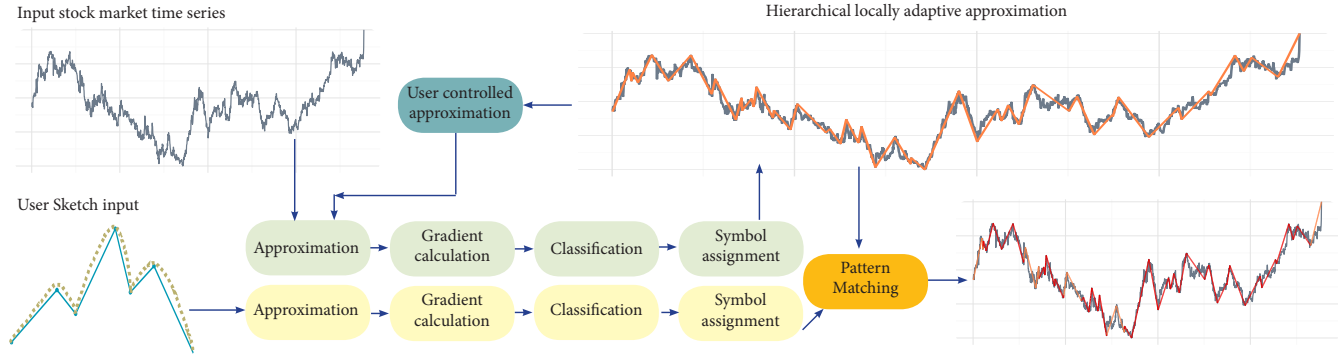 Input stock market time series
Hierarchical locally adaptive approximation
User controlled
approximation
User Sketch input
Approximation
Gradient
calculation
Classification
Symbol
assignment
Pattern
Matching
Approximation
Gradient
calculation
Classification
Symbol
assignment